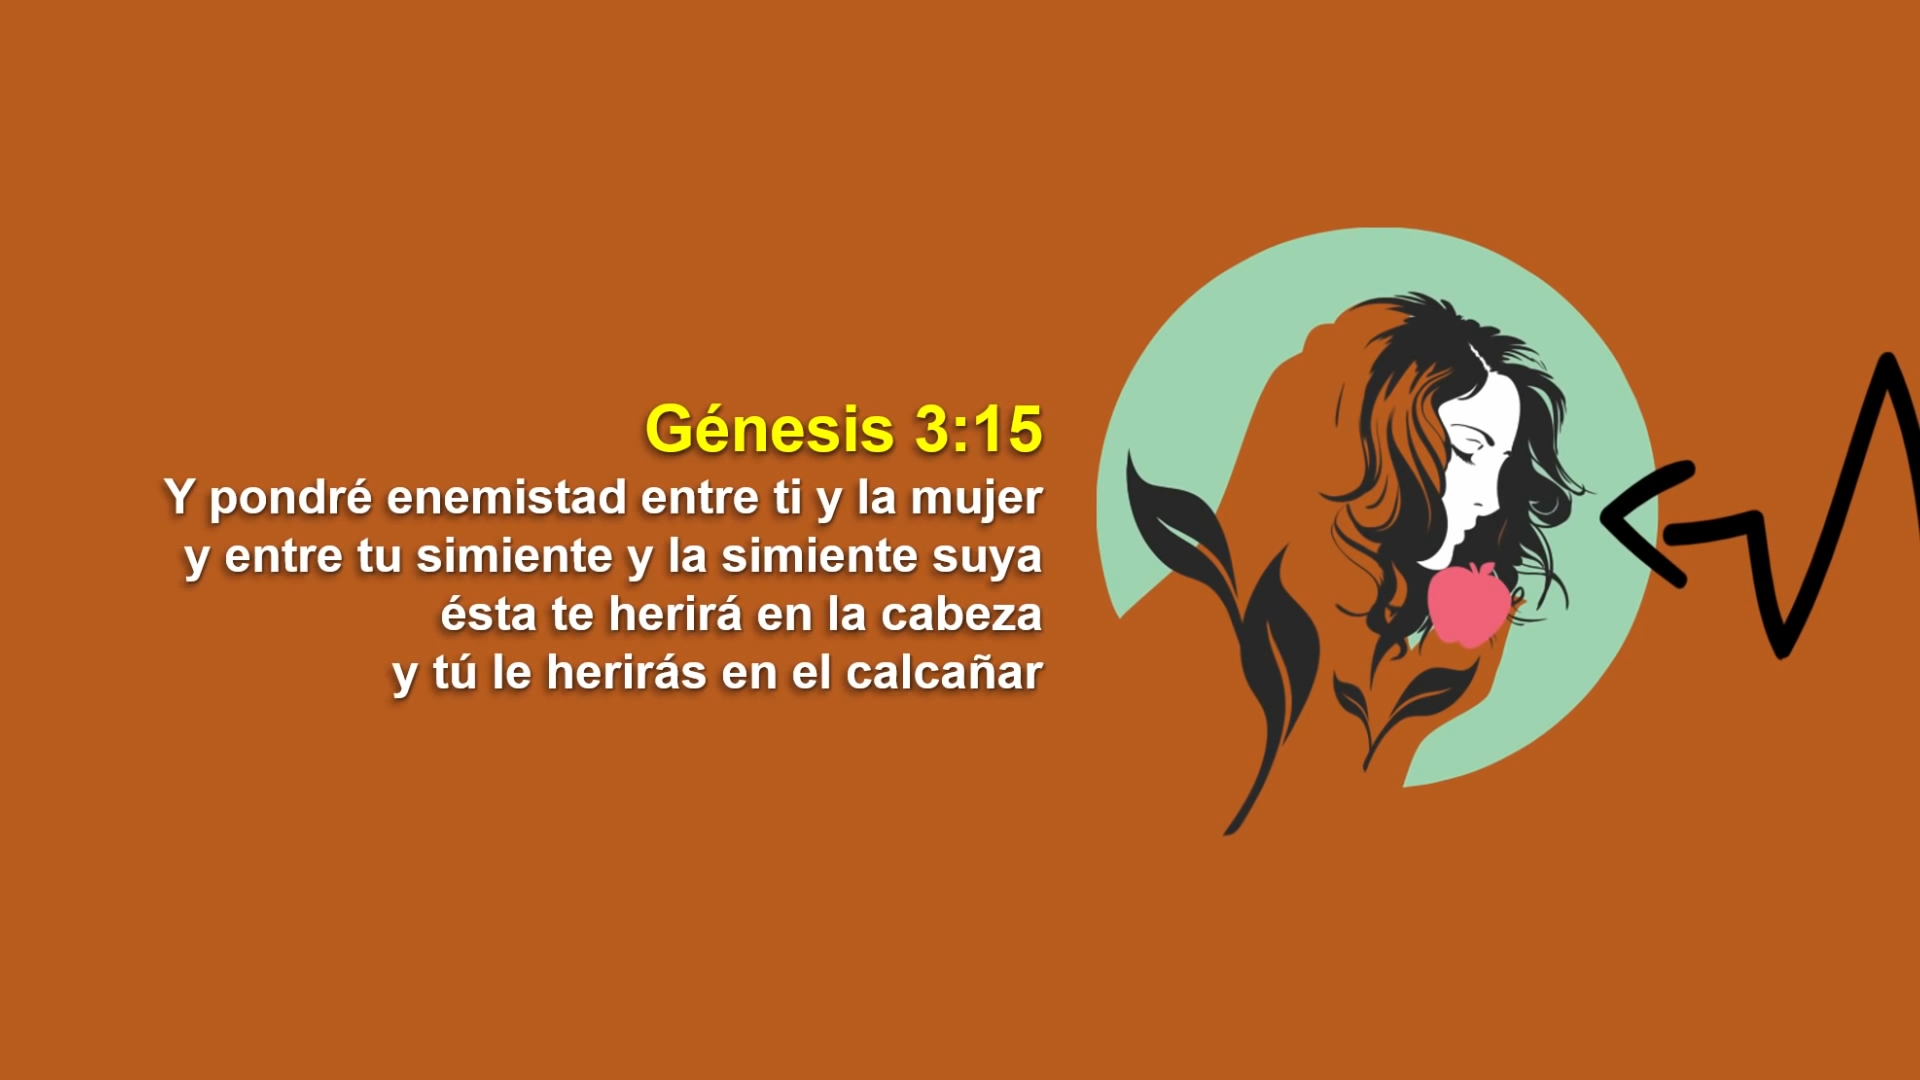 Génesis 3:15
Y pondré enemistad entre ti y la mujer
y entre tu simiente y la simiente suya
ésta te herirá en la cabeza
y tú le herirás en el calcañar